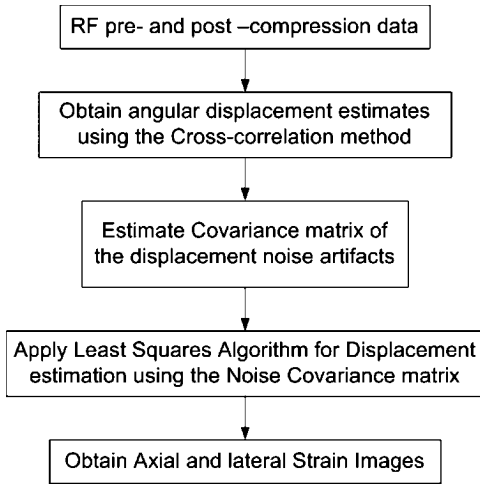 RF pre- and post –compression data
Obtain angular displacement estimates
using the Cross-correlation method
Estimate Covariance matrix of
the displacement noise artifacts
Apply Least Squares Algorithm for Displacement
estimation using the Noise Covariance matrix
Obtain Axial and lateral Strain Images